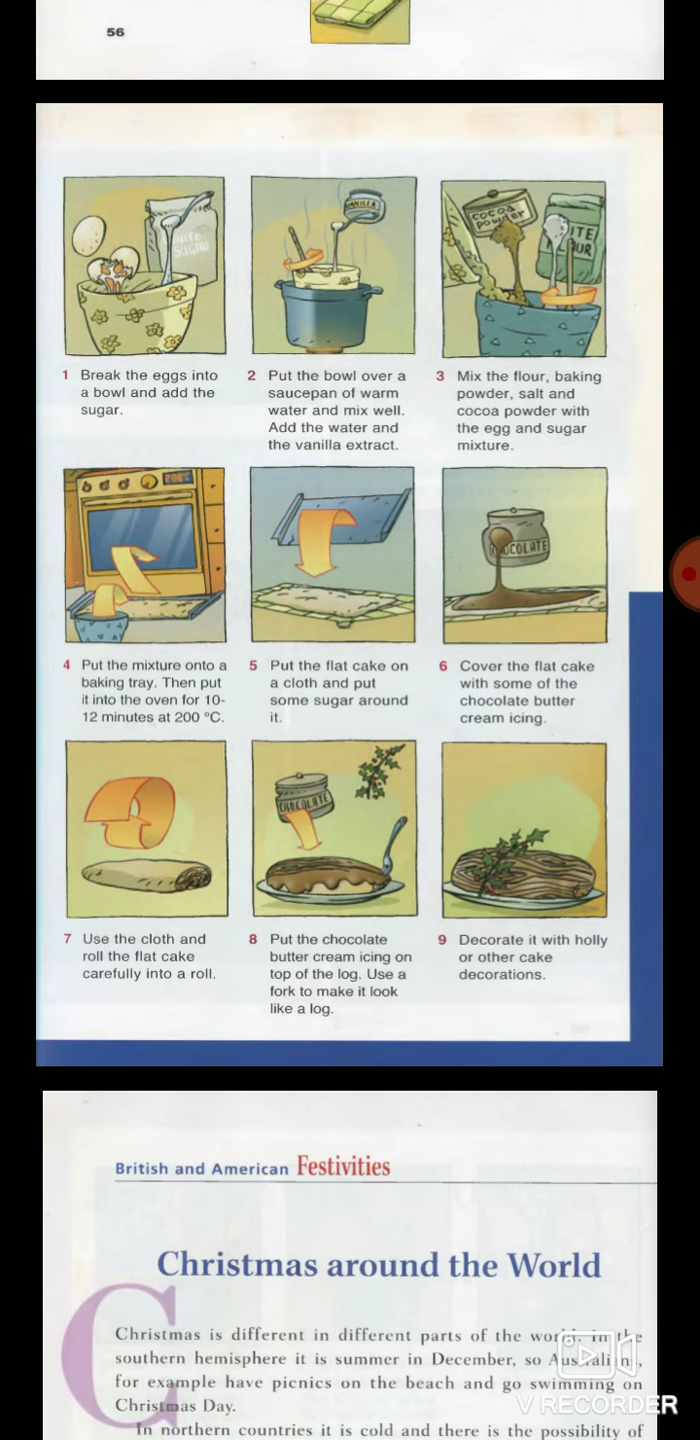 56
WHITE
SUGAR
VANILLA
COCOA
POWDER
WHITE
FLOUR
1 Break the eggs into
a bowl and add the
sugar.
2 Put the bowl over a
saucepan of warm
water and mix well.
Add the water and
the vanilla extract.
3 Mix the flour, baking
powder, salt and
cocoa powder with
the egg and sugar
mixture.
CHOCOLATE
4 Put the mixture onto a
baking tray. Then put
it into the oven for 10-
12 minutes at 200 °C.
5 Put the flat cake on
a cloth and put
some sugar around
it.
6 Cover the flat cake
with some of the
chocolate butter
cream icing.
CHOCOLATE
7 Use the cloth and
roll the flat cake
carefully into a roll.
8 Put the chocolate
butter cream icing on
top of the log. Use a
fork to make it look
like a log.
9 Decorate it with holly
or other cake
decorations.
British and American Festivities
Christmas around the World
Christmas is different in different parts of the world. In the
southern hemisphere it is summer in December, so Australians,
for example have picnics on the beach and go swimming on
Christmas Day.
In northern countries it is cold and there is the possibility of
V RECORDER